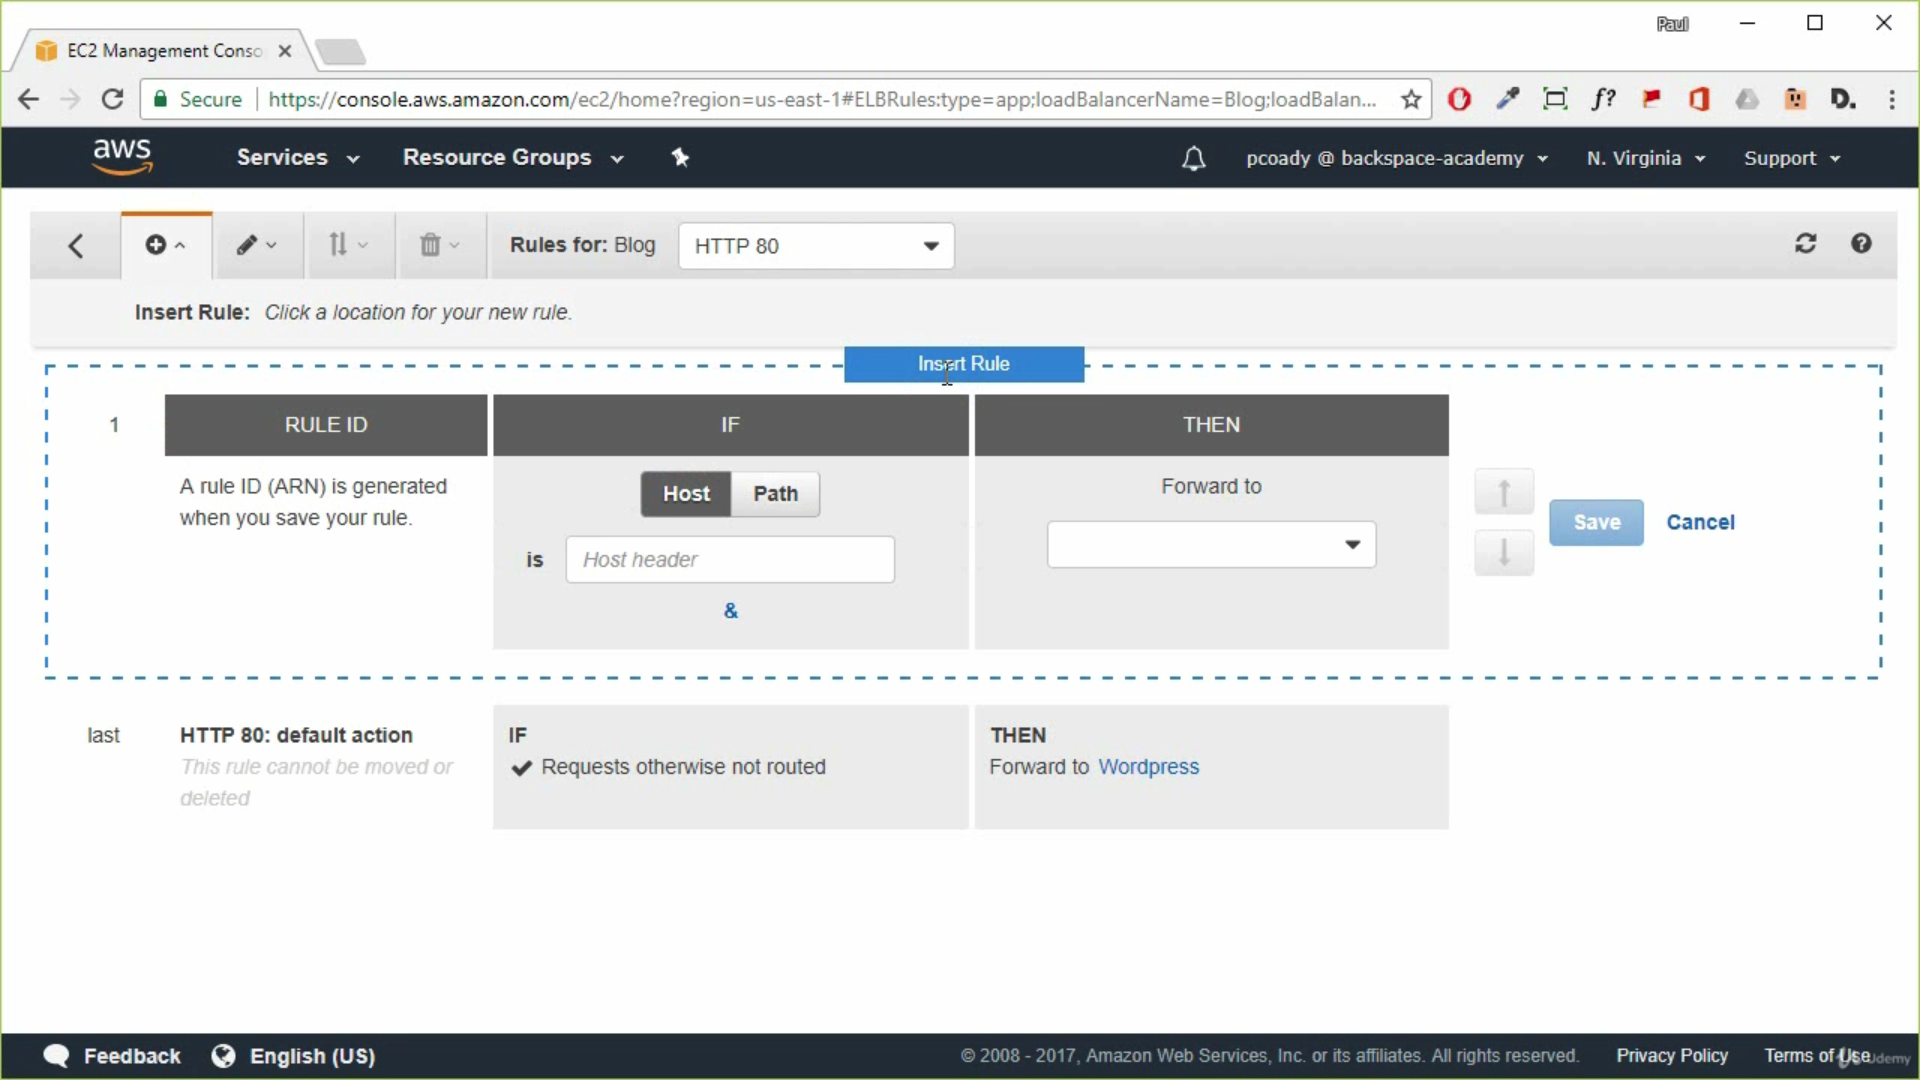 Paul
EC2 Management Conso
Secure https://console.aws.amazon.com/ec2/home?region=us-east-1#ELBRules:type=app;loadBalancerName=Blog;loadBalan... f? D.
aws Services Resource Groups pcoady @ backspace-academy N. Virginia Support
Rules for: Blog HTTP 80
Insert Rule: Click a location for your new rule.
Insert Rule
1 RULE ID IF THEN
A rule ID (ARN) is generated
when you save your rule.
Host Path
Forward to
is Host header
Save Cancel
&
last HTTP 80: default action
This rule cannot be moved or
deleted
IF
Requests otherwise not routed
THEN
Forward to Wordpress
Feedback English (US) © 2008 - 2017, Amazon Web Services, Inc. or its affiliates. All rights reserved. Privacy Policy Terms of Use
Udemy